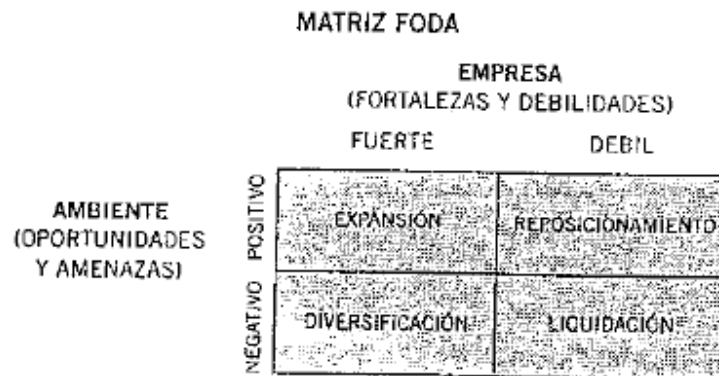 MATRIZ FODA
EMPRESA
(FORTALEZAS Y DEBILIDADES)
FUERTE DEBIL
AMBIENTE
(OPORTUNIDADES
Y AMENAZAS)
POSITIVO
EXPANSIÓN REPOSICIONAMIENTO
NEGATIVO
DIVERSIFICACIÓN LIQUIDACIÓN